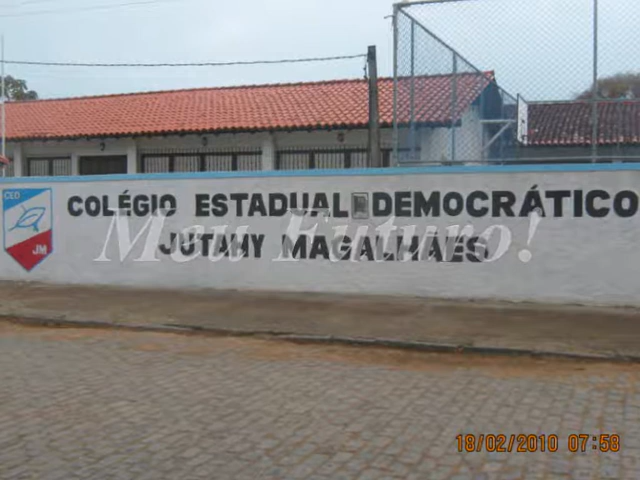 COLÉGIO ESTADUAL DEMOCRÁTICO
JUTAHY MAGALHÃES
Meu Futuro!
CED
JM
18/02/2010 07:58